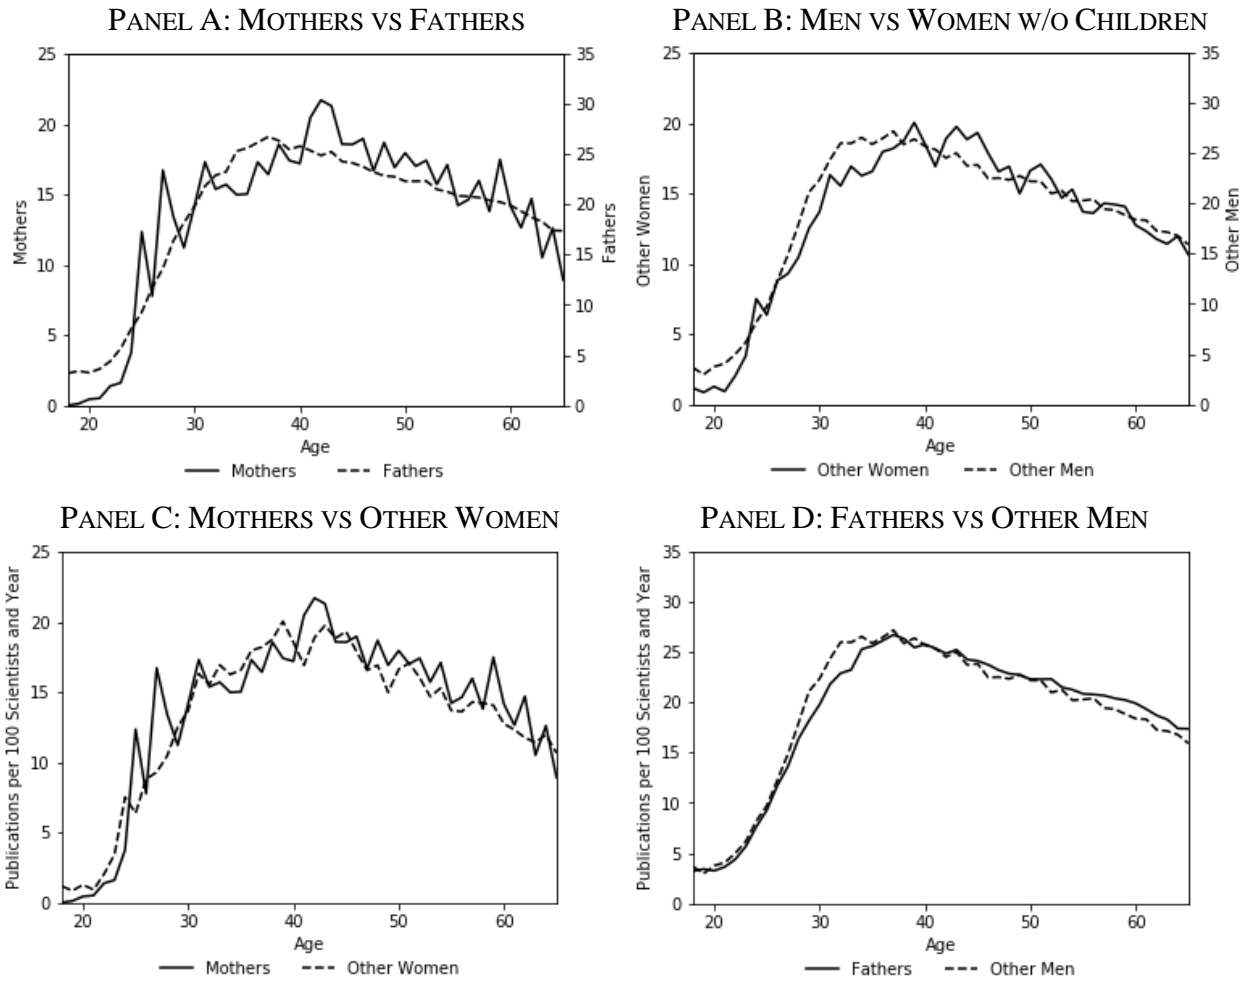 PANEL A: MOTHERS VS FATHERS
25
20
15
10
5
0
Mothers
35
30
25
20
15
10
5
0
Fathers
20 30 40 50 60
Age
Mothers Fathers
PANEL B: MEN VS WOMEN W/O CHILDREN
25
20
15
10
5
0
Other Women
35
30
25
20
15
10
5
0
Other Men
20 30 40 50 60
Age
Other Women Other Men
PANEL C: MOTHERS VS OTHER WOMEN
25
20
15
10
5
0
Publications per 100 Scientists and Year
20 30 40 50 60
Age
Mothers Other Women
PANEL D: FATHERS VS OTHER MEN
35
30
25
20
15
10
5
0
Publications per 100 Scientists and Year
20 30 40 50 60
Age
Fathers Other Men